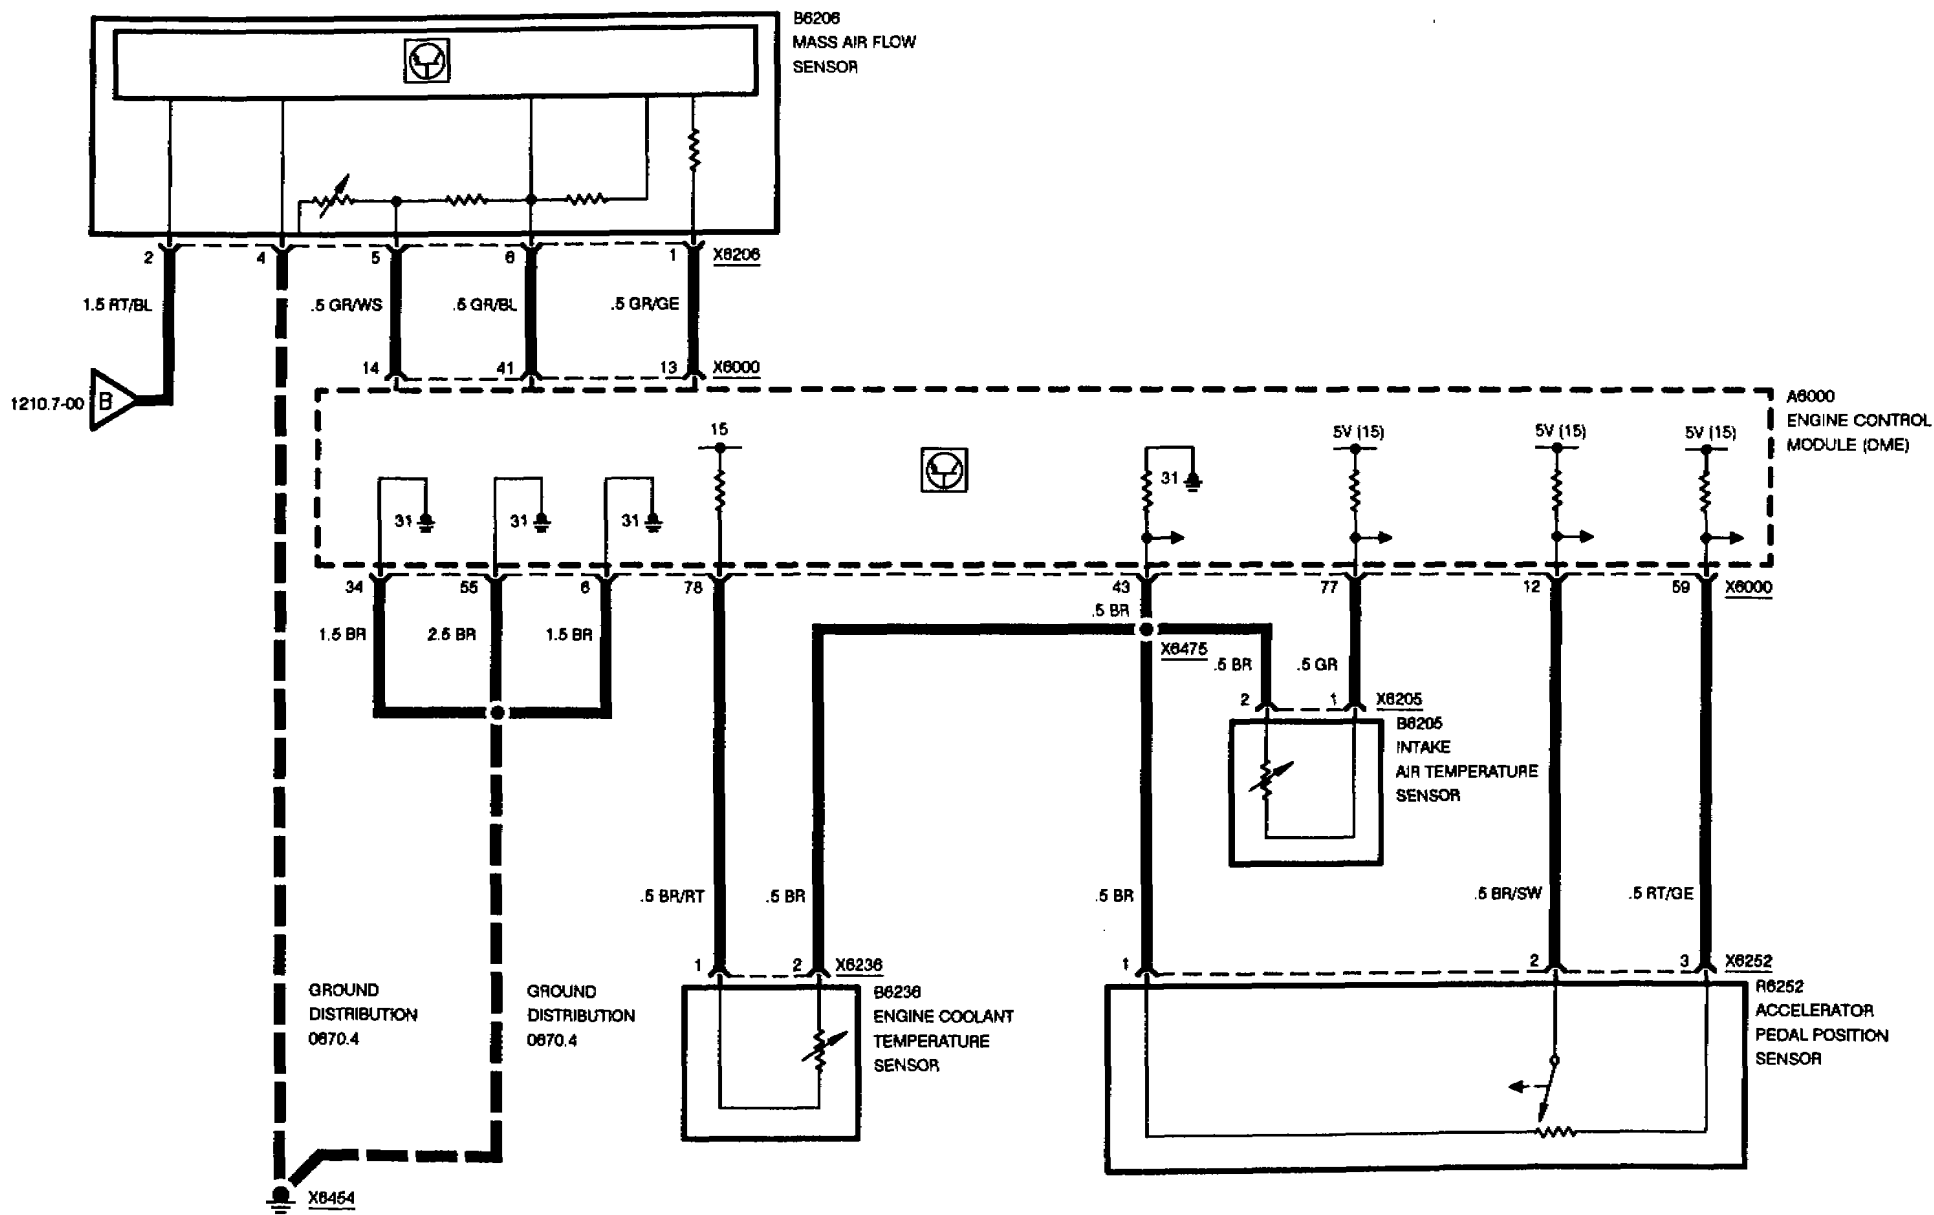 B6206
MASS AIR FLOW
SENSOR
2
4
5
6
1
X6206
1.5 RT/BL
.5 GR/WS
.5 GR/BL
.5 GR/GE
14
41
13
X6000
1210.7-00
B
A6000
ENGINE CONTROL
MODULE (DME)
15
5V (15)
5V (15)
5V (15)
31
31
31
31
34
55
6
78
43
77
12
59
X6000
.5 BR
1.5 BR
2.5 BR
1.5 BR
X6475
.5 BR
.5 GR
2
1
X6205
B6205
INTAKE
AIR TEMPERATURE
SENSOR
.5 BR/RT
.5 BR
.5 BR
.5 BR/SW
.5 RT/GE
1
2
X6236
1
2
3
X6252
GROUND
DISTRIBUTION
0670.4
GROUND
DISTRIBUTION
0670.4
B6236
ENGINE COOLANT
TEMPERATURE
SENSOR
R6252
ACCELERATOR
PEDAL POSITION
SENSOR
X6454